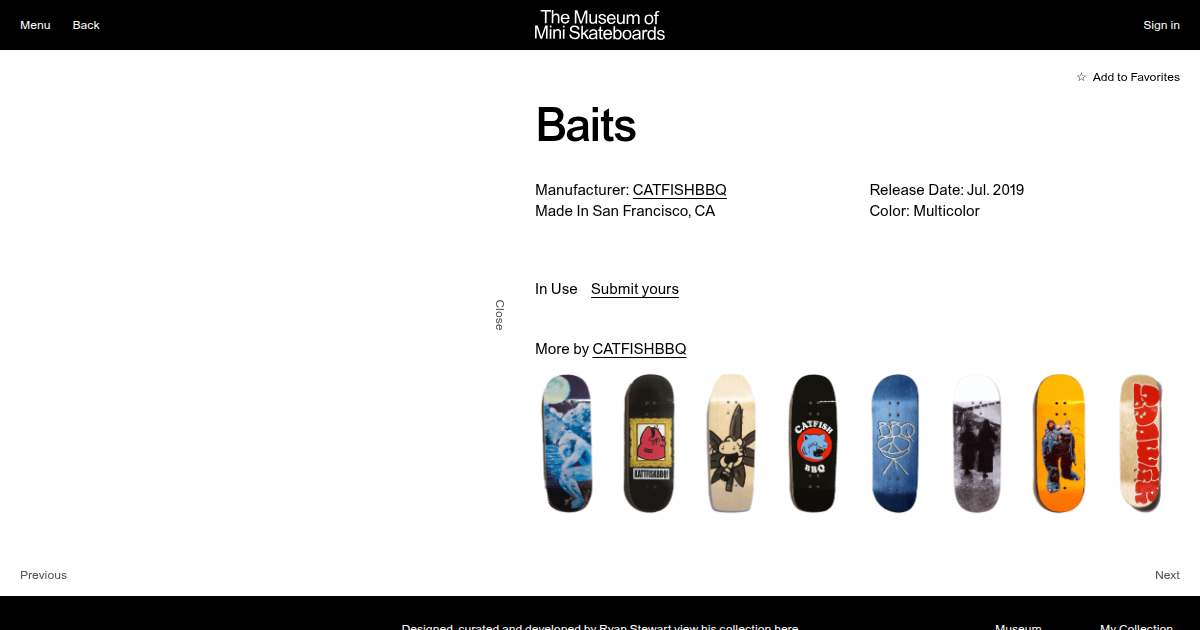 Menu
Back
The Museum of
Mini Skateboards
Sign in
☆ Add to Favorites
Baits
Manufacturer: CATFISHBBQ
Made In San Francisco, CA
Release Date: Jul. 2019
Color: Multicolor
In Use Submit yours
Close
More by CATFISHBBQ
KATTFISHBBQ!
CATFISH
BBQ
BBQ
Previous
Next
Designed, curated and developed by Ryan Stewart view his collection here
Museum
My Collection